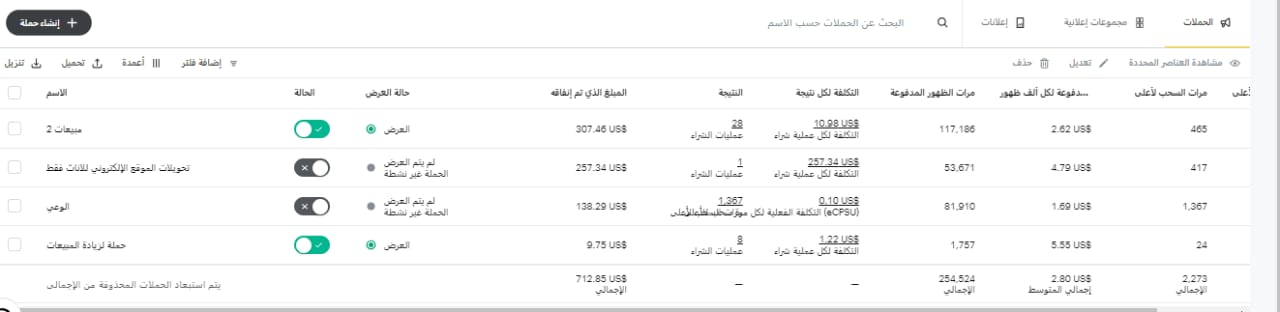 الحملات
مجموعات إعلانية
إعلانات
البحث عن الحملات حسب الاسم
إنشاء حملة
مشاهدة العناصر المحددة
تعديل
حذف
إضافة فلتر
أعمدة
تحميل
تنزيل
الاسم
الحالة
حالة العرض
المبلغ الذي تم إنفاقه
النتيجة
التكلفة لكل نتيجة
مرات الظهور المدفوعة
...دفوعة لكل ألف ظهور
مرات السحب لأعلى
مبيعات 2
العرض
307.46 US$
28
عمليات الشراء
10.98 US$
التكلفة لكل عملية شراء
117,186
2.62 US$
465
تحويلات الموقع الإلكتروني للاناث فقط
لم يتم العرض
الحملة غير نشطة
257.34 US$
1
عمليات الشراء
257.34 US$
التكلفة لكل عملية شراء
53,671
4.79 US$
417
الوعي
لم يتم العرض
الحملة غير نشطة
138.29 US$
1,367
0.10 US$
(eCPSU) التكلفة الفعلية لكل
81,910
1.69 US$
1,367
حملة لزيادة المبيعات
العرض
9.75 US$
8
عمليات الشراء
1.22 US$
التكلفة لكل عملية شراء
1,757
5.55 US$
24
يتم استبعاد الحملات المحذوفة من الإجمالي
712.85 US$
الإجمالي
—
—
254,524
الإجمالي
2.80 US$
إجمالي المتوسط
2,273
الإجمالي